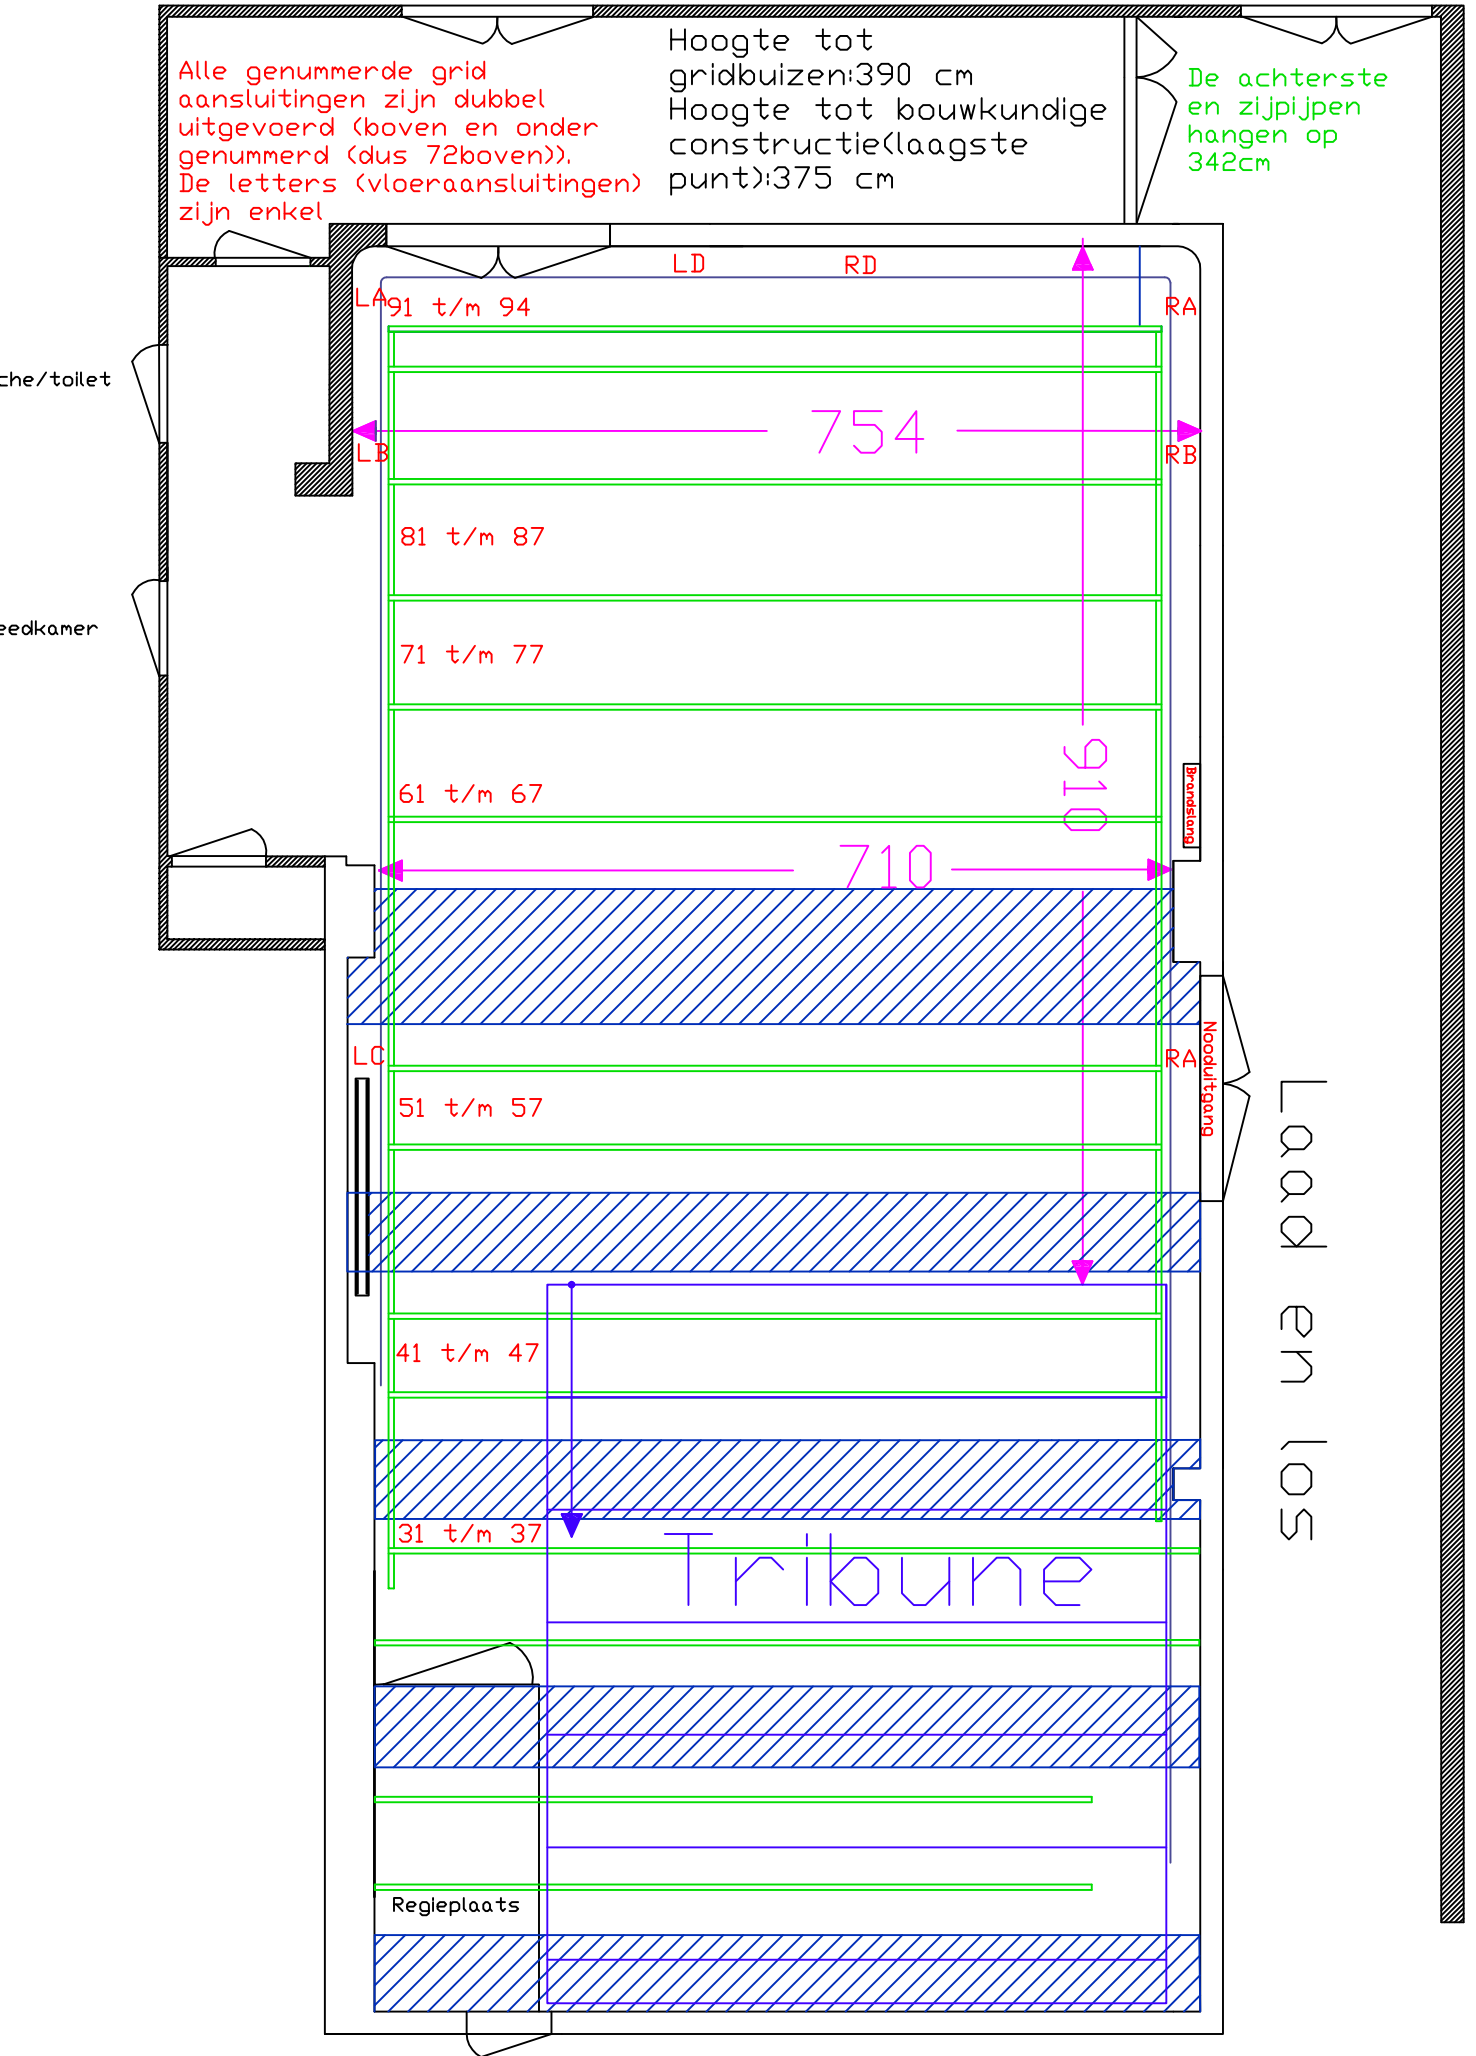 Alle genummerde grid
aansluitingen zijn dubbel
uitgevoerd (boven en onder
genummerd (dus 72boven)).
De letters (vloeraansluitingen)
zijn enkel
Hoogte tot
gridbuizen:390 cm
Hoogte tot bouwkundige
constructie(laagste
punt):375 cm
De achterste
en zijpijpen
hangen op
342cm
LD
RD
LA
91 t/m 94
RA
che/toilet
754
LB
RB
81 t/m 87
eedkamer
71 t/m 77
910
61 t/m 67
Brandslang
710
LC
RA
Nooduitgang
51 t/m 57
Laad en los
41 t/m 47
31 t/m 37
Tribune
Regieplaats